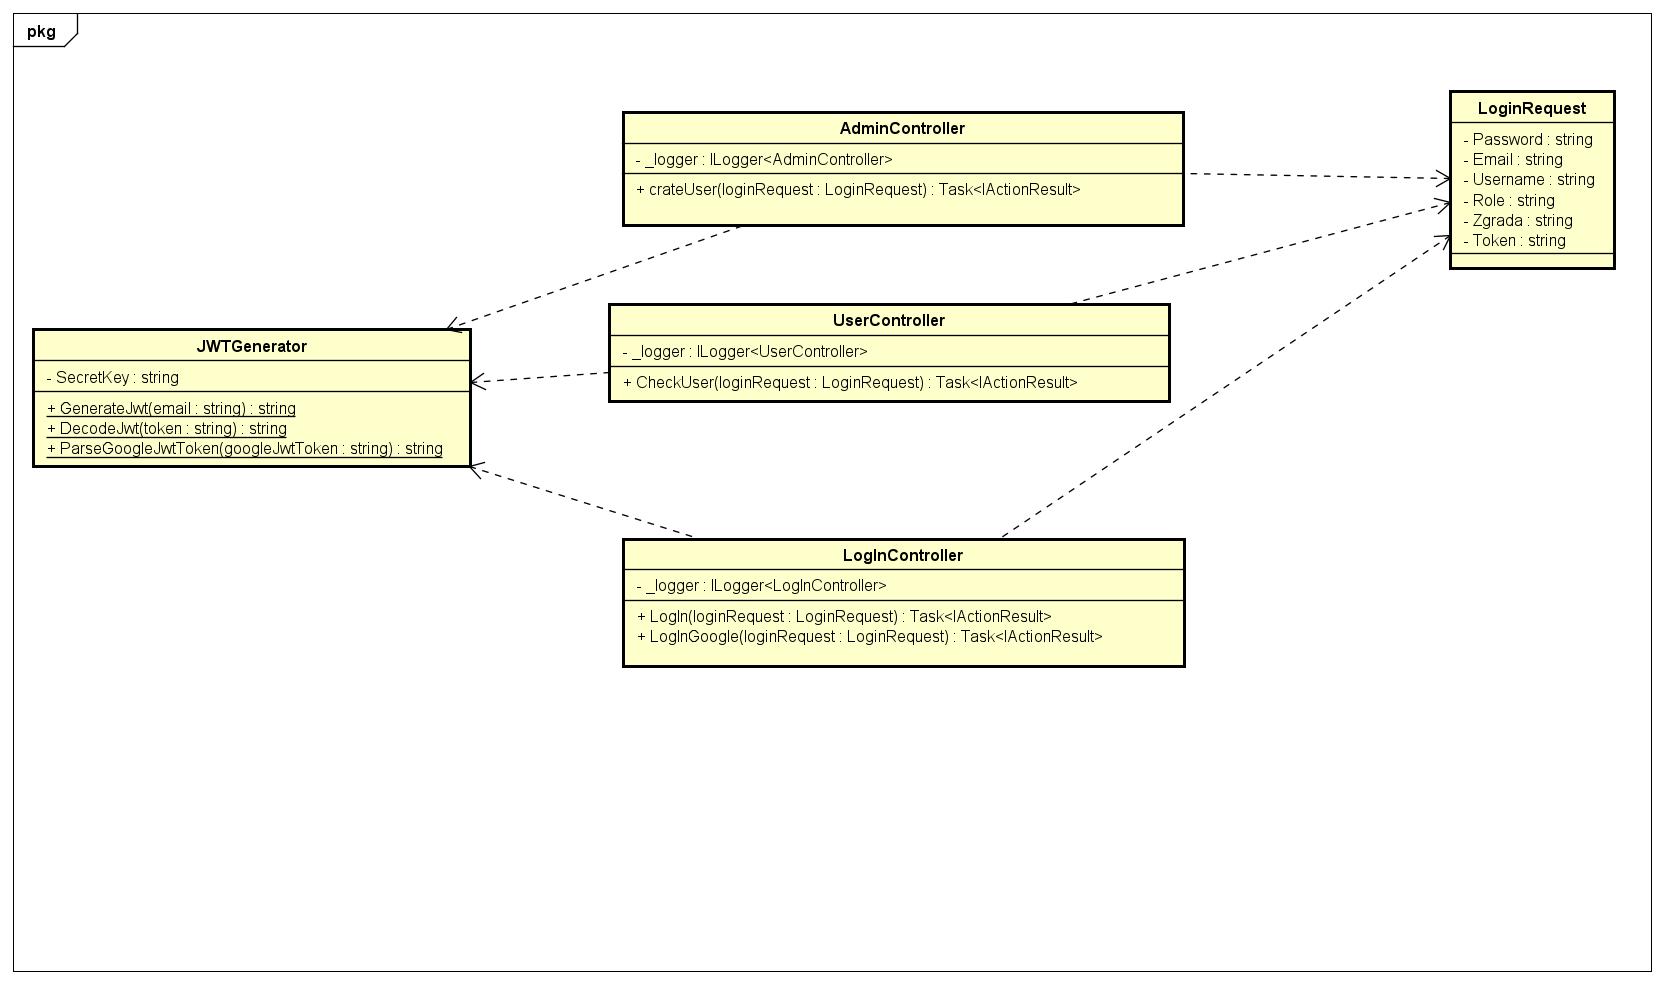 pkg
AdminController
- _logger : ILogger<AdminController>
+ crateUser(loginRequest : LoginRequest) : Task<IActionResult>
LoginRequest
- Password : string
- Email : string
- Username : string
- Role : string
- Zgrada : string
- Token : string
UserController
- _logger : ILogger<UserController>
+ CheckUser(loginRequest : LoginRequest) : Task<IActionResult>
JWTGenerator
- SecretKey : string
+ GenerateJwt(email : string) : string
+ DecodeJwt(token : string) : string
+ ParseGoogleJwtToken(googleJwtToken : string) : string
LogInController
- _logger : ILogger<LogInController>
+ LogIn(loginRequest : LoginRequest) : Task<IActionResult>
+ LogInGoogle(loginRequest : LoginRequest) : Task<IActionResult>